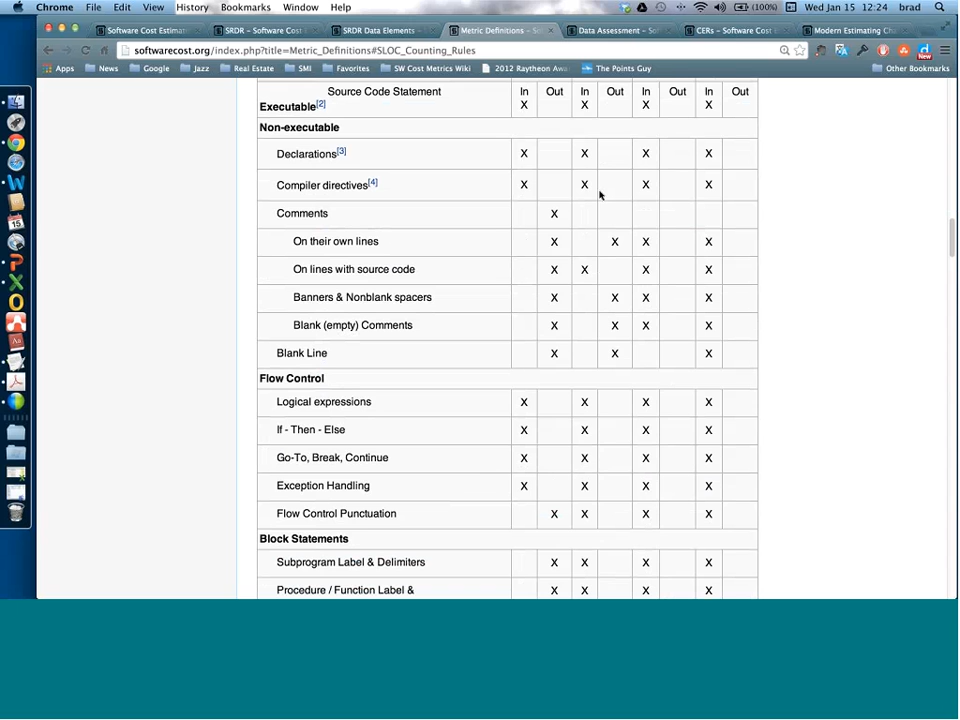 Chrome File Edit View History Bookmarks Window Help (100%) Wed Jan 15 12:24 brad
Software Cost Estimat SRDR - Software Cost SRDR Data Elements - Metric Definitions - So Data Assessment - Sof CERs - Software Cost e Modern Estimating Cha
softwarecost.org/index.php?title=Metric_Definitions#SLOC_Counting_Rules
Apps News Google Jazz Real Estate SMI Favorites SW Cost Metrics Wiki 2012 Raytheon Awa The Points Guy Other Bookmarks
Source Code Statement In Out In Out In Out In Out
Executable[2] X X X X
Non-executable
Declarations[3] X X X X
Compiler directives[4] X X X X
Comments X
On their own lines X X X X
On lines with source code X X X X
Banners & Nonblank spacers X X X X
Blank (empty) Comments X X X X
Blank Line X X X
Flow Control
Logical expressions X X X X
If - Then - Else X X X X
Go-To, Break, Continue X X X X
Exception Handling X X X X
Flow Control Punctuation X X X X
Block Statements
Subprogram Label & Delimiters X X X X
Procedure / Function Label & X X X X